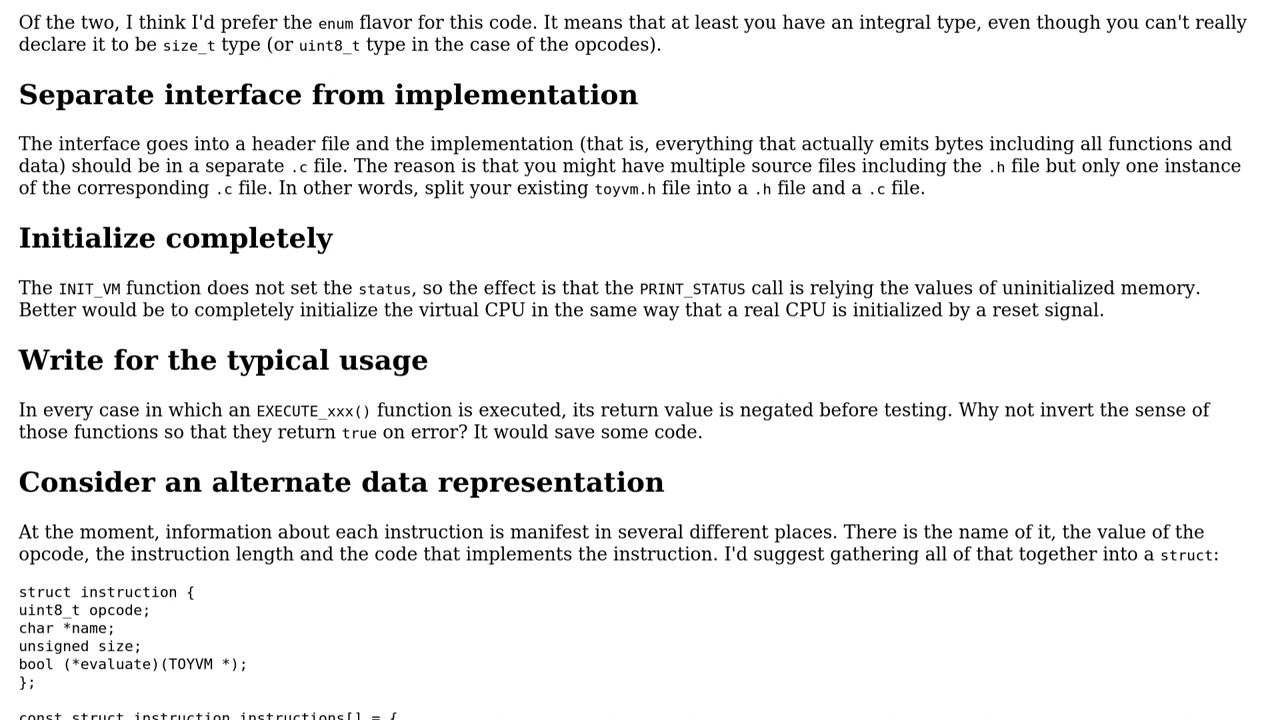 Of the two, I think I'd prefer the enum flavor for this code. It means that at least you have an integral type, even though you can't really
declare it to be size_t type (or uint8_t type in the case of the opcodes).
Separate interface from implementation
The interface goes into a header file and the implementation (that is, everything that actually emits bytes including all functions and
data) should be in a separate .c file. The reason is that you might have multiple source files including the .h file but only one instance
of the corresponding .c file. In other words, split your existing toyvm.h file into a .h file and a .c file.
Initialize completely
The INIT_VM function does not set the status, so the effect is that the PRINT_STATUS call is relying the values of uninitialized memory.
Better would be to completely initialize the virtual CPU in the same way that a real CPU is initialized by a reset signal.
Write for the typical usage
In every case in which an EXECUTE_xxx() function is executed, its return value is negated before testing. Why not invert the sense of
those functions so that they return true on error? It would save some code.
Consider an alternate data representation
At the moment, information about each instruction is manifest in several different places. There is the name of it, the value of the
opcode, the instruction length and the code that implements the instruction. I'd suggest gathering all of that together into a struct:
struct instruction {
uint8_t opcode;
char *name;
unsigned size;
bool (*evaluate)(TOYVM *);
};
const struct instruction instructions[] = {